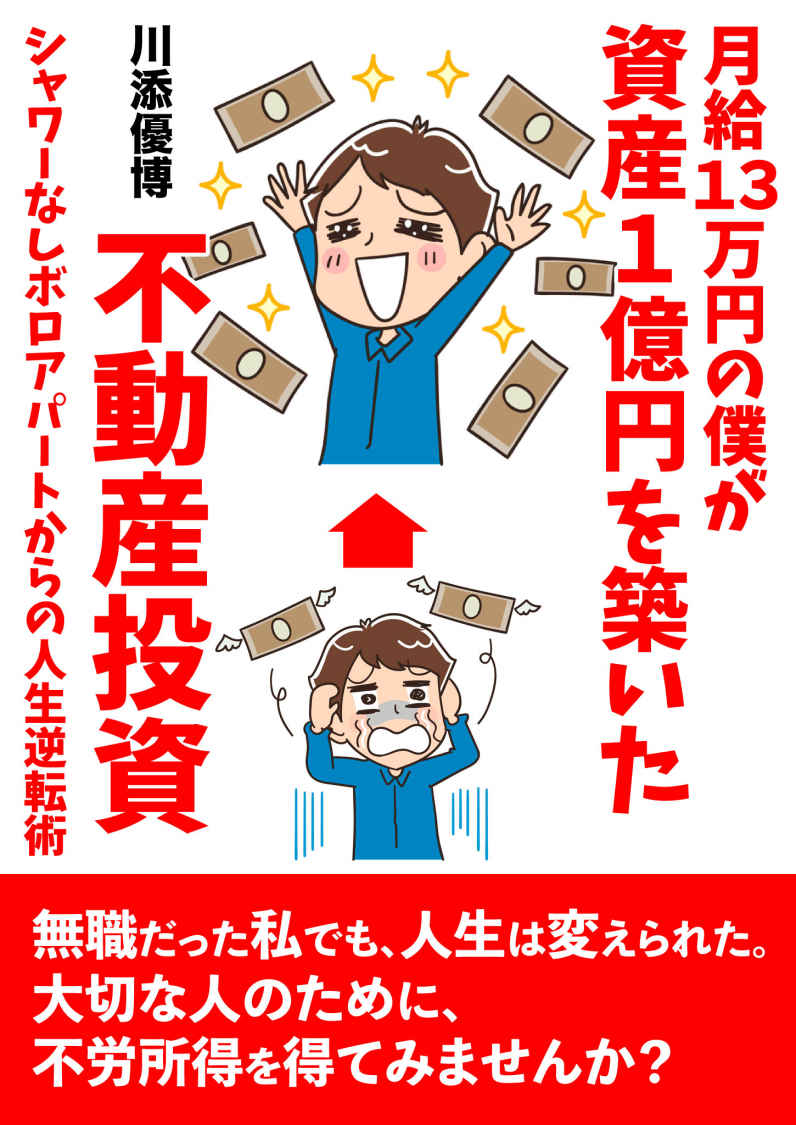 月給13万円の僕が
資産1億円を築いた
不動産投資
川添優博
シャワーなしボロアパートからの人生逆転術
無職だった私でも、人生は変えられた。
大切な人のために、
不労所得を得てみませんか？